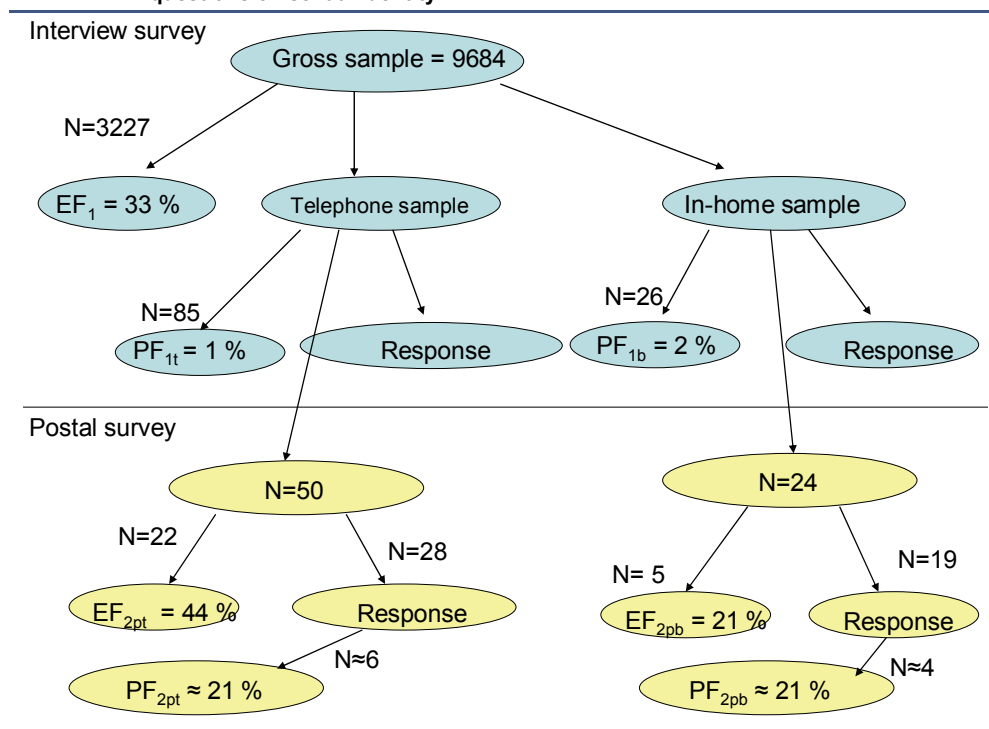 Interview survey
Gross sample = 9684
N=3227
EF1 = 33 %
Telephone sample
In-home sample
N=85
N=26
PF1t = 1 %
Response
PF1b = 2 %
Response
Postal survey
N=50
N=24
N=22
N=28
N=19
N= 5
EF2pt = 44 %
Response
EF2pb = 21 %
Response
N≈6
N≈4
PF2pt ≈ 21 %
PF2pb ≈ 21 %